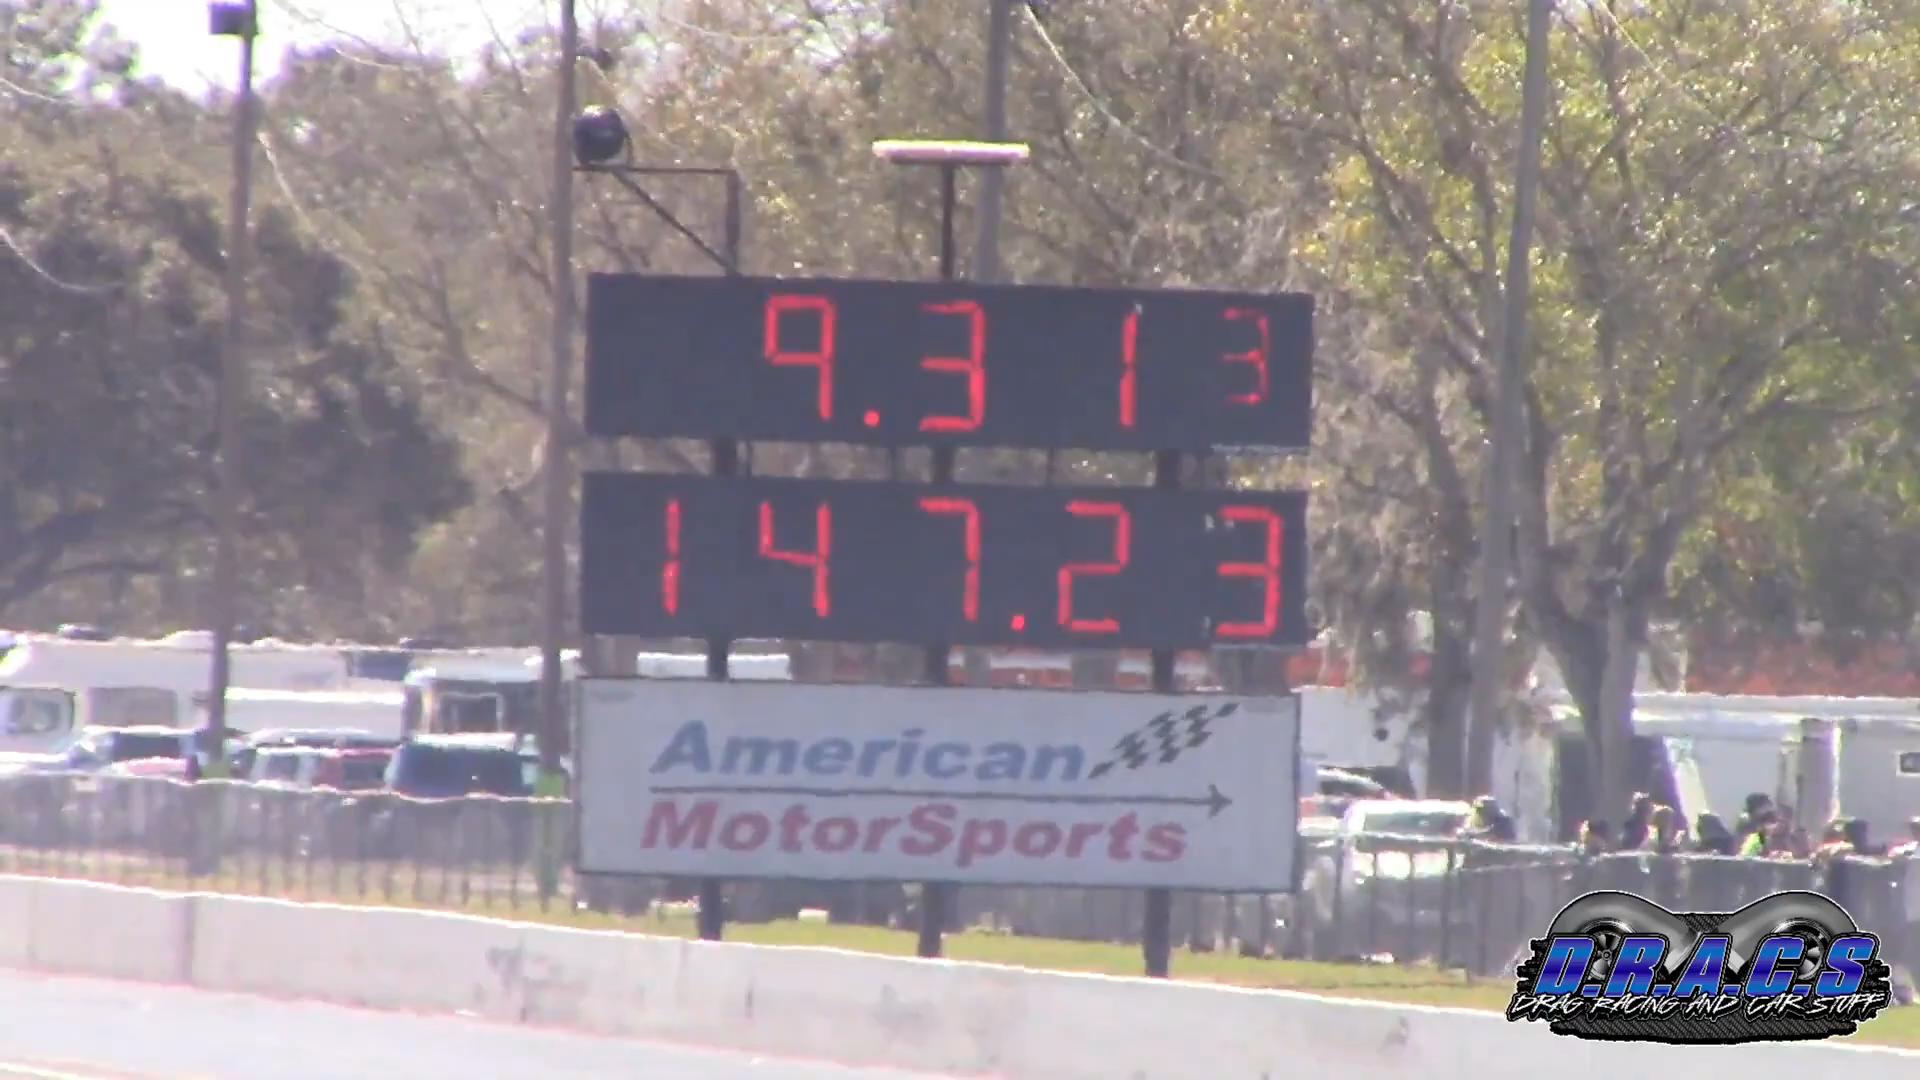 9.313
147.23
American
MotorSports
D.R.A.C.S
DRAG RACING AND CAR STUFF